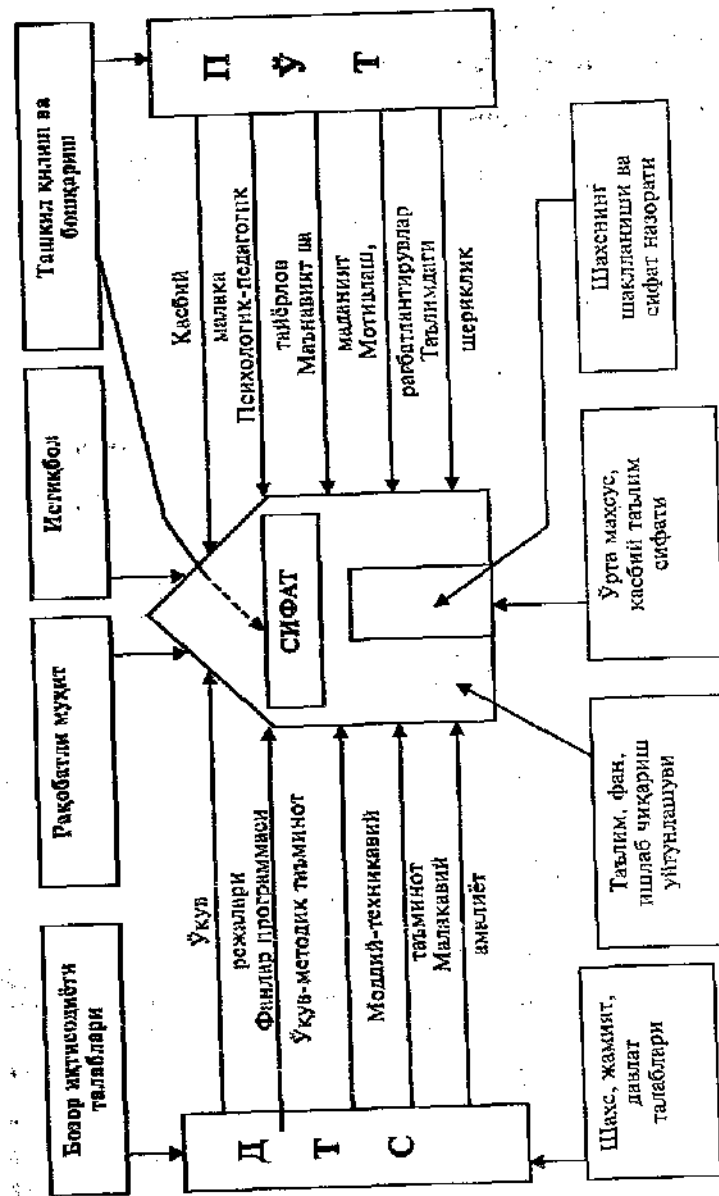 Бозор иқтисодиёти
талаблари
Рақобатли муҳит
Истиқбол
Ташкил қилиш ва
бошқариш
Д Т С
Ўқув
режалари
Фанлар программаси
Ўқув-методик таъминот
Моддий-техникавий
таъминот
Малакавий
амалиёт
СИФАТ
Касбий
малака
Психологик-педагогик
тайёрлов
Маънавият ва
маданият
Мотивлаш,
рағбатлантирувлар
Таълимдаги
шериклик
П Ў Т
Шахс, жамият,
давлат
талаблари
Таълим, фан,
ишлаб чиқариш
уйғунлашуви
Ўрта махсус,
касбий таълим
сифати
Шахснинг
шаклланиши ва
сифат назорати